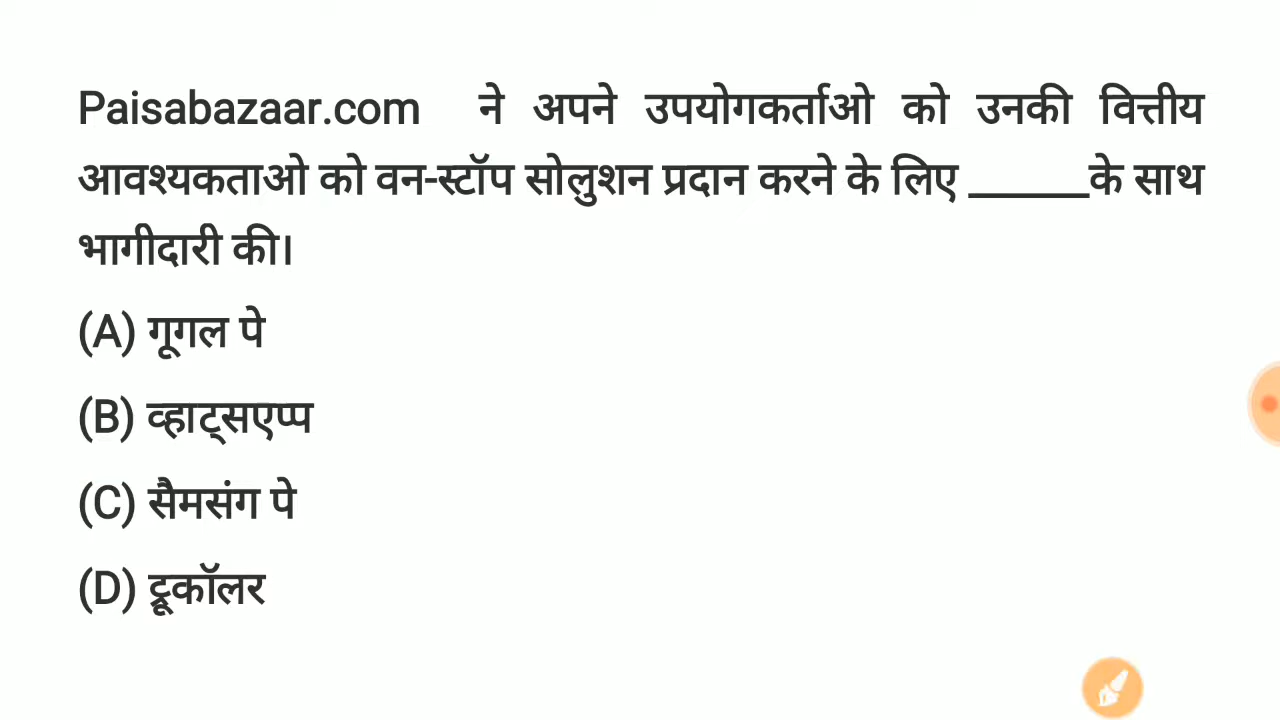 Paisabazaar.com ने अपने उपयोगकर्ताओ को उनकी वित्तीय
आवश्यकताओ को वन-स्टॉप सोलुशन प्रदान करने के लिए ______के साथ
भागीदारी की।
(A) गूगल पे
(B) व्हाट्सएप्प
(C) सैमसंग पे
(D) ट्रूकॉलर